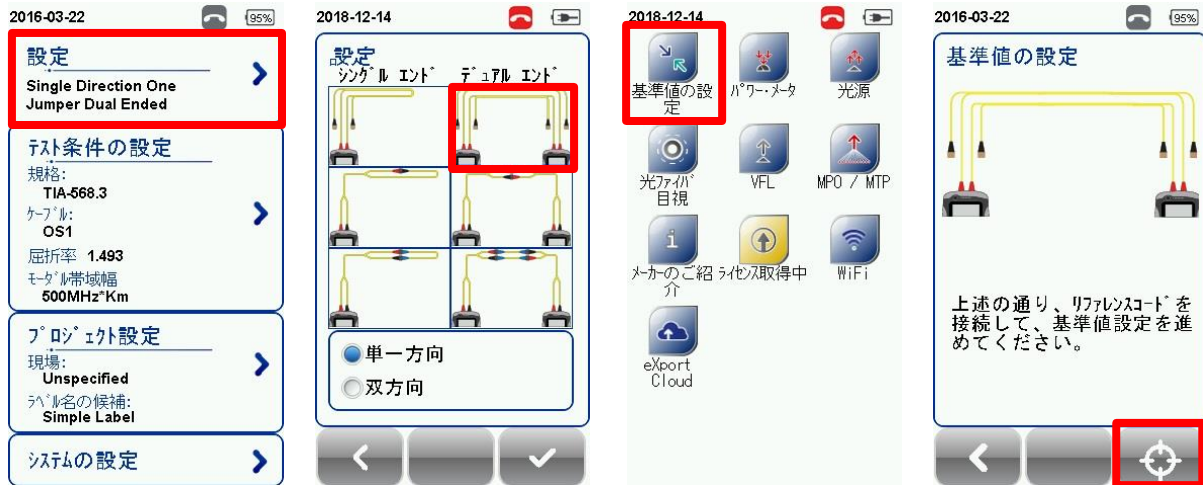 2016-03-22
95%
設定
Single Direction One
Jumper Dual Ended
ﾃｽﾄ条件の設定
規格:
TIA-568.3
ｹｰﾌﾞﾙ:
OS1
屈折率 1.493
ﾓｰﾀﾞﾙ帯域幅
500MHz*Km
ﾌﾟﾛｼﾞｪｸﾄ設定
現場:
Unspecified
ﾗﾍﾞﾙ名の候補:
Simple Label
ｼｽﾃﾑの設定
2018-12-14
設定
ｼﾝｸﾞﾙ ｴﾝﾄﾞ ﾃﾞｭｱﾙ ｴﾝﾄﾞ
単一方向
双方向
2018-12-14
基準値の設
定
ﾊﾟﾜｰ・ﾒｰﾀ
光源
光ﾌｧｲﾊﾞ
目視
VFL
MPO / MTP
ﾒｰｶｰのご紹
介
ﾗｲｾﾝｽ取得中
WiFi
eXport
Cloud
2016-03-22
95%
基準値の設定
上述の通り、ﾘﾌｧﾚﾝｽｺｰﾄﾞを
接続して、基準値設定を進
めてください。